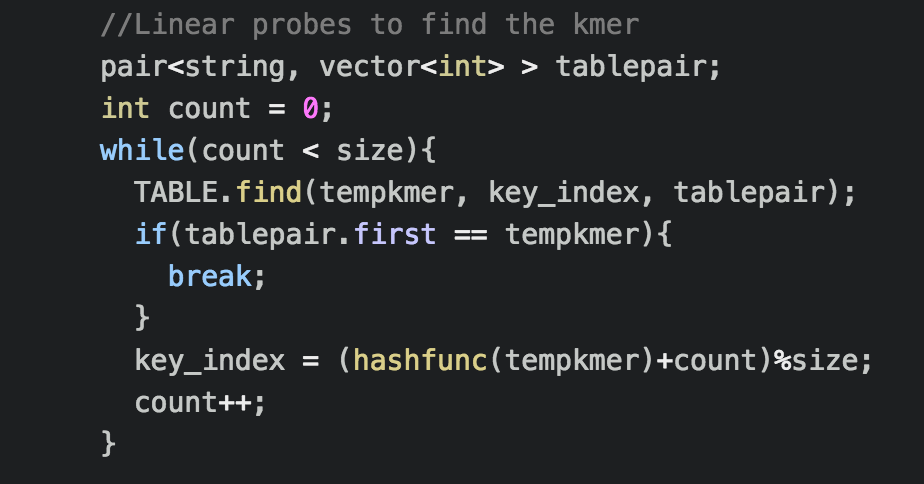 //Linear probes to find the kmer
pair<string, vector<int> > tablepair;
int count = 0;
while(count < size){
TABLE.find(tempkmer, key_index, tablepair);
if(tablepair.first == tempkmer){
break;
}
key_index = (hashfunc(tempkmer)+count)%size;
count++;
}